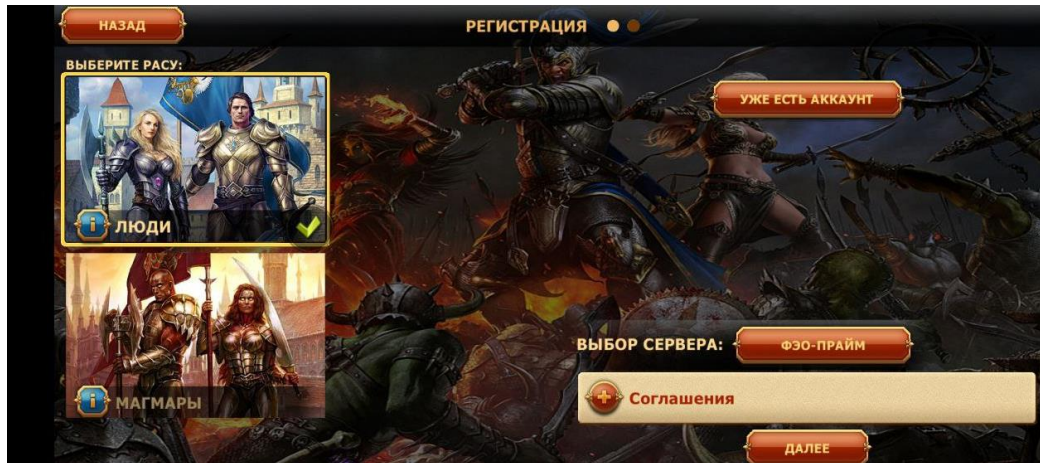 НАЗАД
РЕГИСТРАЦИЯ
ВЫБЕРИТЕ РАСУ:
УЖЕ ЕСТЬ АККАУНТ
ЛЮДИ
ВЫБОР СЕРВЕРА:
ФЭО-ПРАЙМ
МАГМАРЫ
Соглашения
ДАЛЕЕ